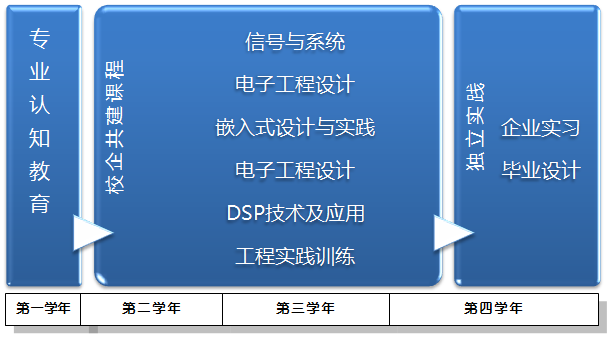 专业认知教育
校企共建课程
信号与系统
电子工程设计
嵌入式设计与实践
电子工程设计
DSP技术及应用
工程实践训练
独立实践
企业实习
毕业设计
第一学年
第二学年
第三学年
第四学年